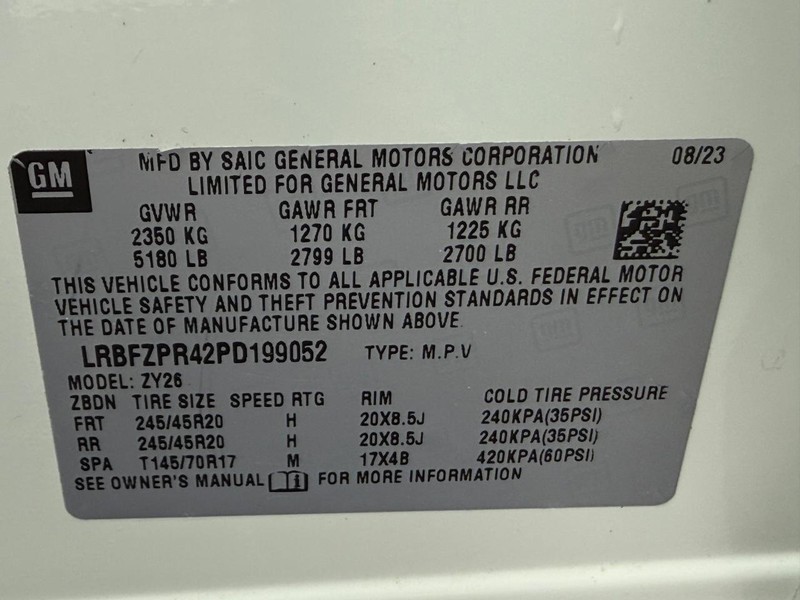 GM
MFD BY SAIC GENERAL MOTORS CORPORATION 08/23
LIMITED FOR GENERAL MOTORS LLC
GVWR GAWR FRT GAWR RR
2350 KG 1270 KG 1225 KG
5180 LB 2799 LB 2700 LB
THIS VEHICLE CONFORMS TO ALL APPLICABLE U.S. FEDERAL MOTOR
VEHICLE SAFETY AND THEFT PREVENTION STANDARDS IN EFFECT ON
THE DATE OF MANUFACTURE SHOWN ABOVE.
LRBFZPR42PD199052 TYPE: M.P.V
MODEL: ZY26
ZBDN TIRE SIZE SPEED RTG RIM COLD TIRE PRESSURE
FRT 245/45R20 H 20X8.5J 240KPA(35PSI)
RR 245/45R20 H 20X8.5J 240KPA(35PSI)
SPA T145/70R17 M 17X4B 420KPA(60PSI)
SEE OWNER'S MANUAL FOR MORE INFORMATION